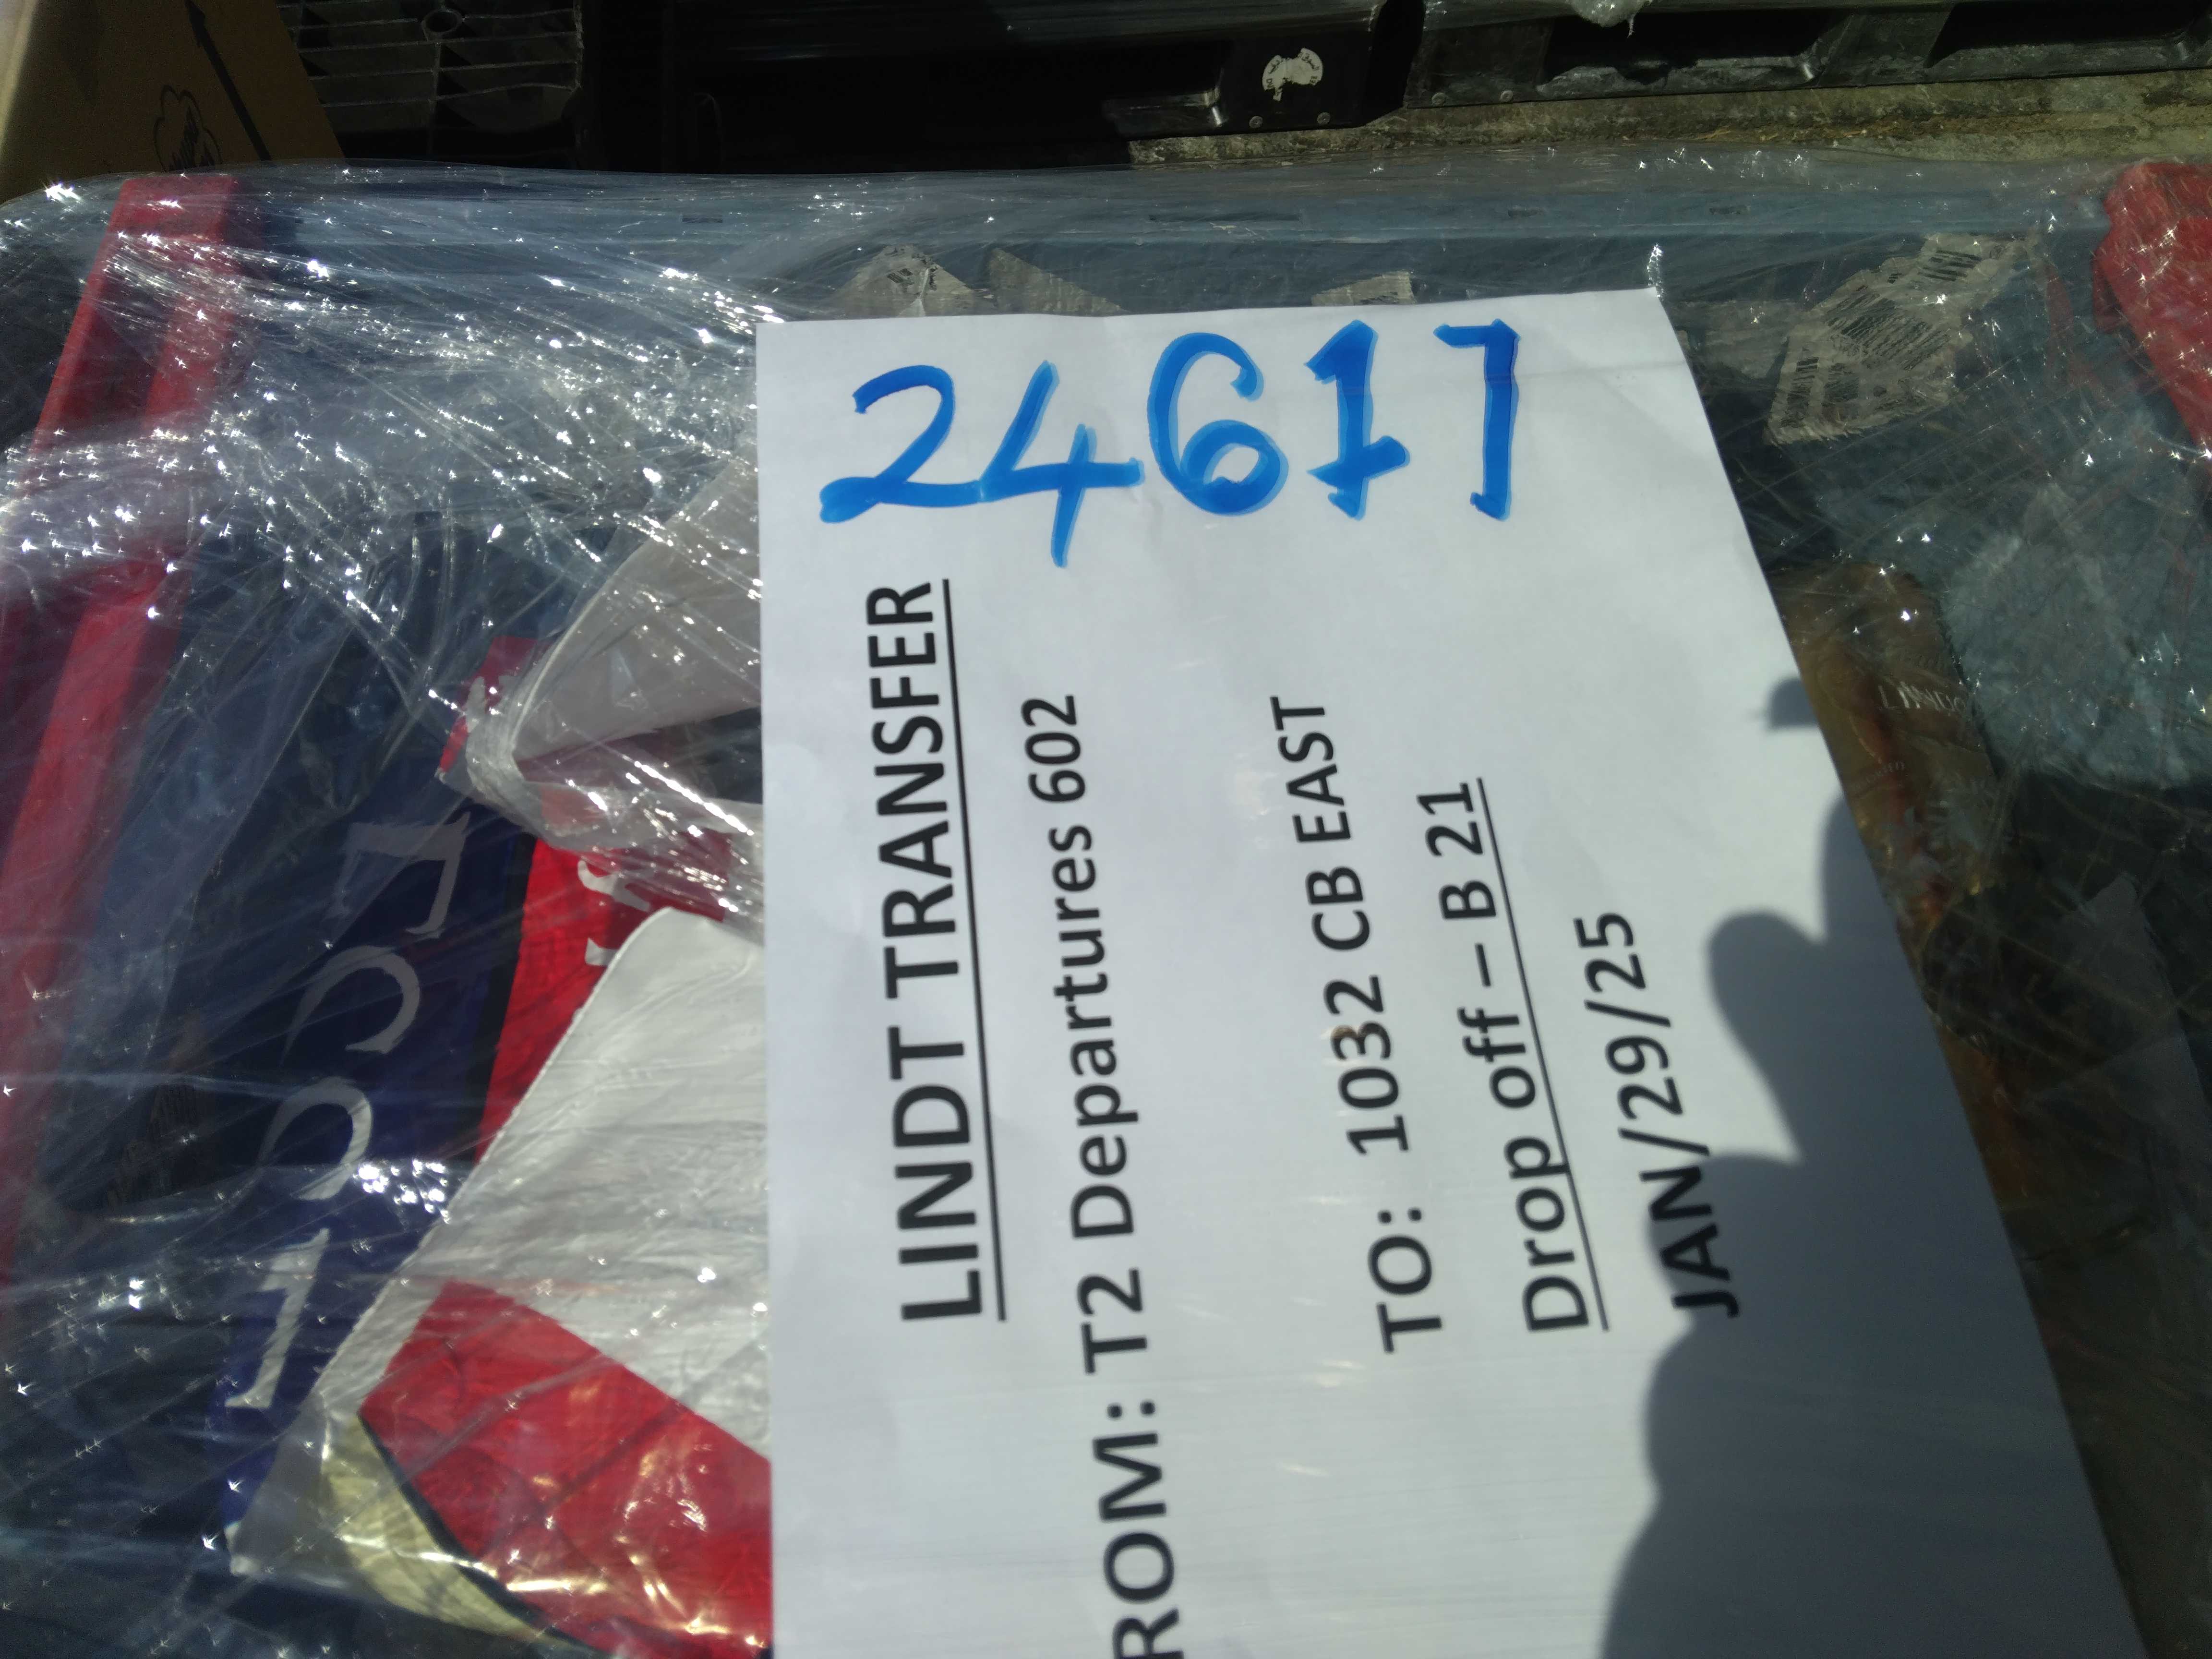 24617
LINDT TRANSFER
ROM: T2 Departures 602
TO: 1032 CB EAST
Drop off – B 21
JAN/29/25